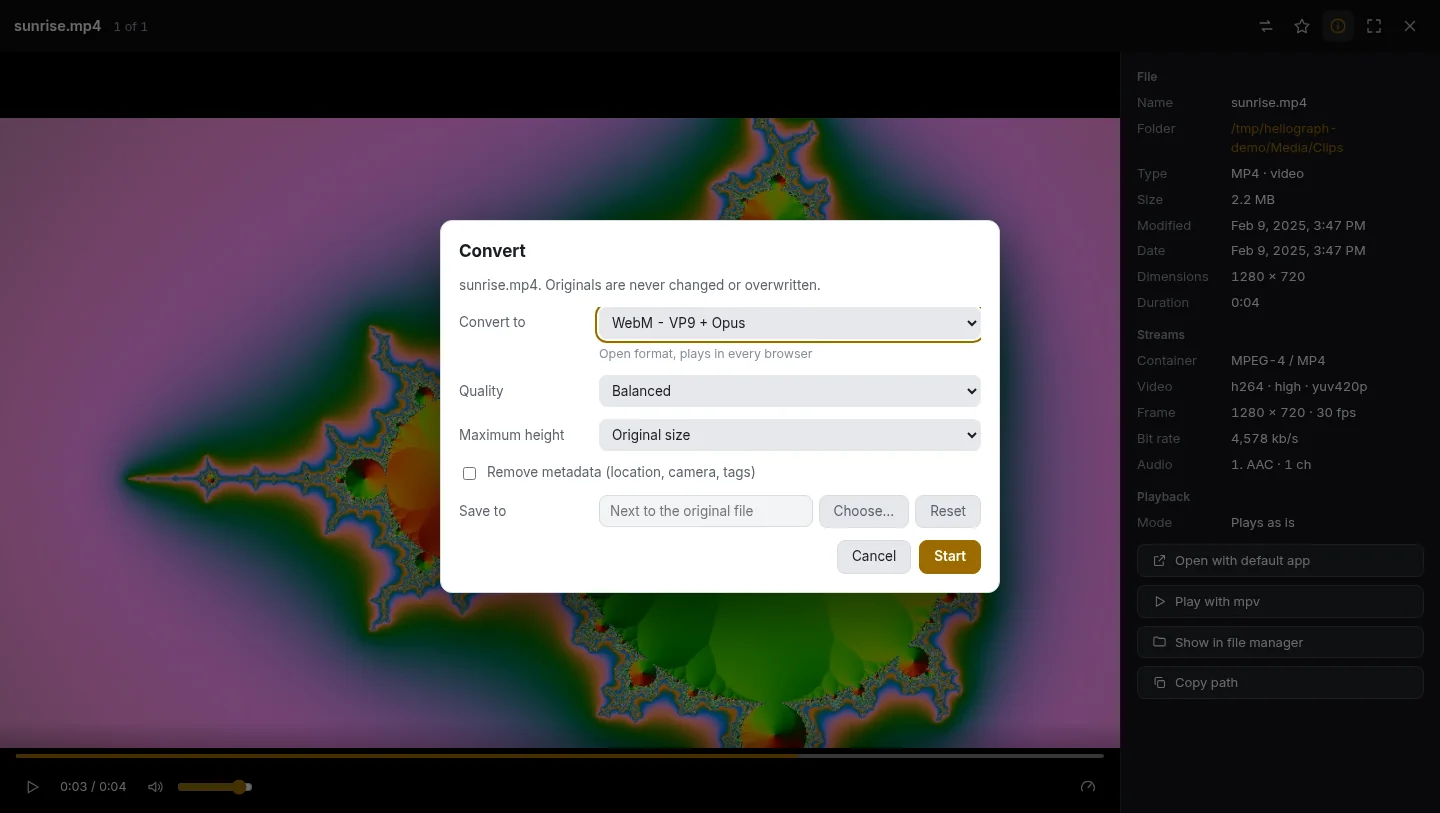 sunrise.mp4 1 of 1
File
Name sunrise.mp4
Folder /tmp/heliograph-
demo/Media/Clips
Type MP4 · video
Size 2.2 MB
Modified Feb 9, 2025, 3:47 PM
Date Feb 9, 2025, 3:47 PM
Dimensions 1280 × 720
Duration 0:04
Streams
Container MPEG-4 / MP4
Video h264 · high · yuv420p
Frame 1280 × 720 · 30 fps
Bit rate 4,578 kb/s
Audio 1. AAC · 1 ch
Playback
Mode Plays as is
Open with default app
Play with mpv
Show in file manager
Copy path
Convert
sunrise.mp4. Originals are never changed or overwritten.
Convert to WebM - VP9 + Opus
Open format, plays in every browser
Quality Balanced
Maximum height Original size
Remove metadata (location, camera, tags)
Save to Next to the original file Choose... Reset
Cancel Start
0:03 / 0:04